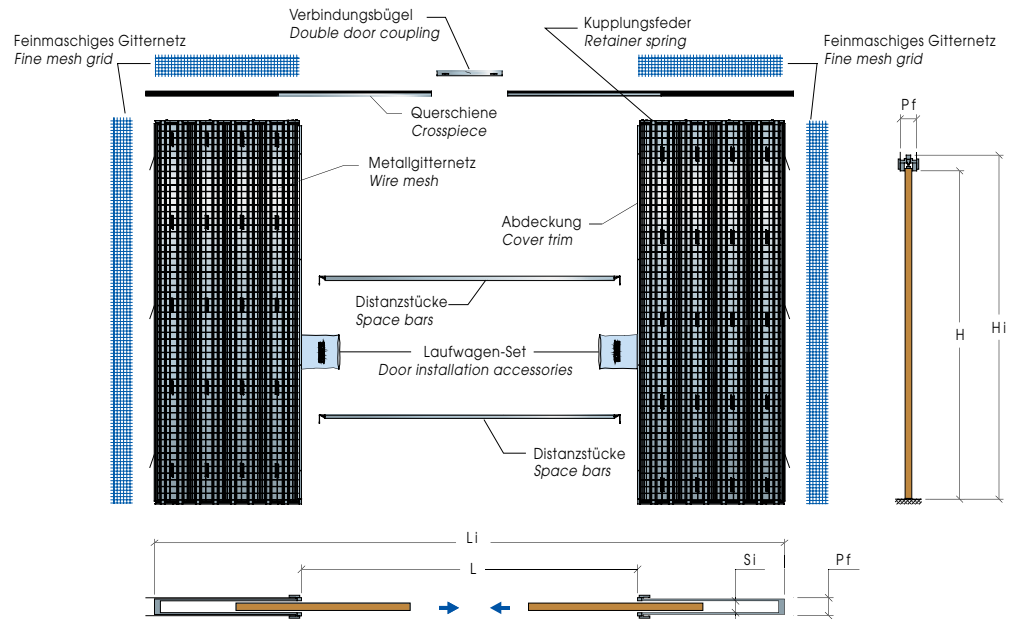 Verbindungsbügel
Double door coupling
Kupplungsfeder
Retainer spring
Feinmaschiges Gitternetz
Fine mesh grid
Feinmaschiges Gitternetz
Fine mesh grid
Querschiene
Crosspiece
Pf
Metallgitternetz
Wire mesh
Abdeckung
Cover trim
Distanzstücke
Space bars
H
Hi
Laufwagen-Set
Door installation accessories
Distanzstücke
Space bars
Li
L
Si
Pf